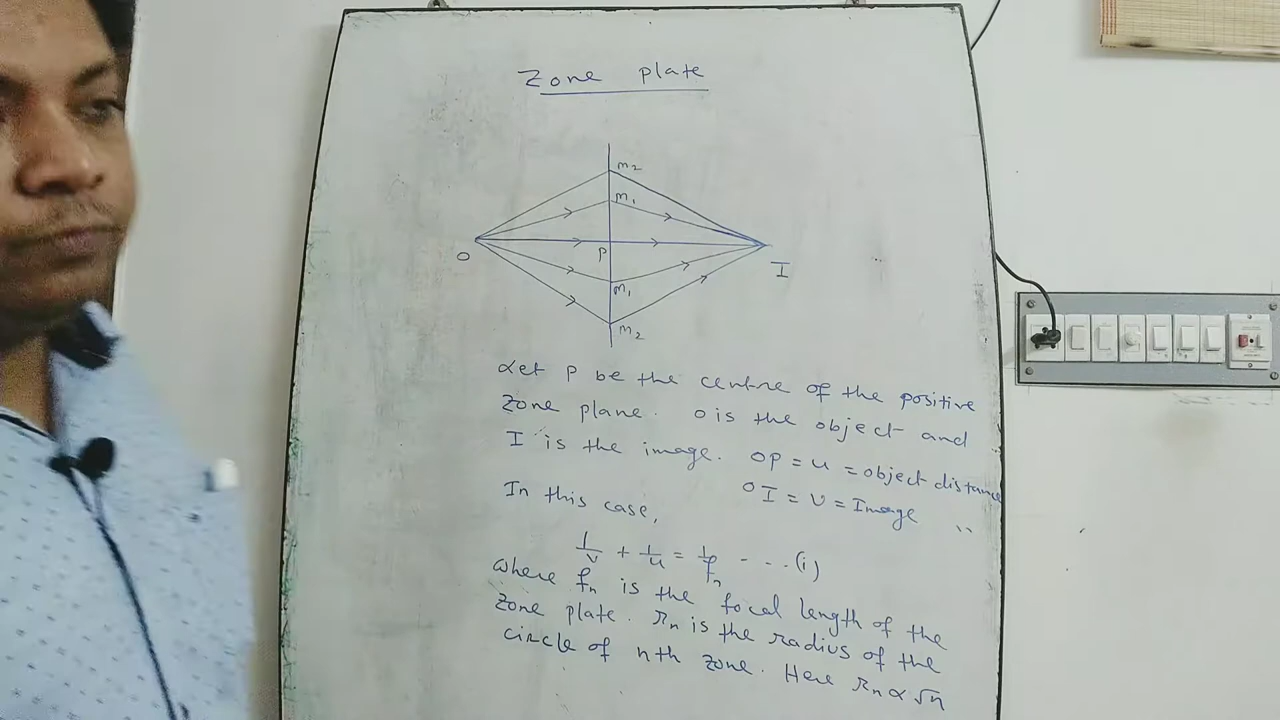 Zone plate
m₂
m₁
O
P
I
m₁
m₂
Let P be the centre of the positive
Zone plane. O is the object and
I is the image. OP = u = object distance
In this case, OI = v = Image "
1/v + 1/u = 1/fₙ - - - - (i)
where fₙ is the focal length of the
Zone plate. rₙ is the radius of the
circle of nth zone. Here rₙ ∝ √n